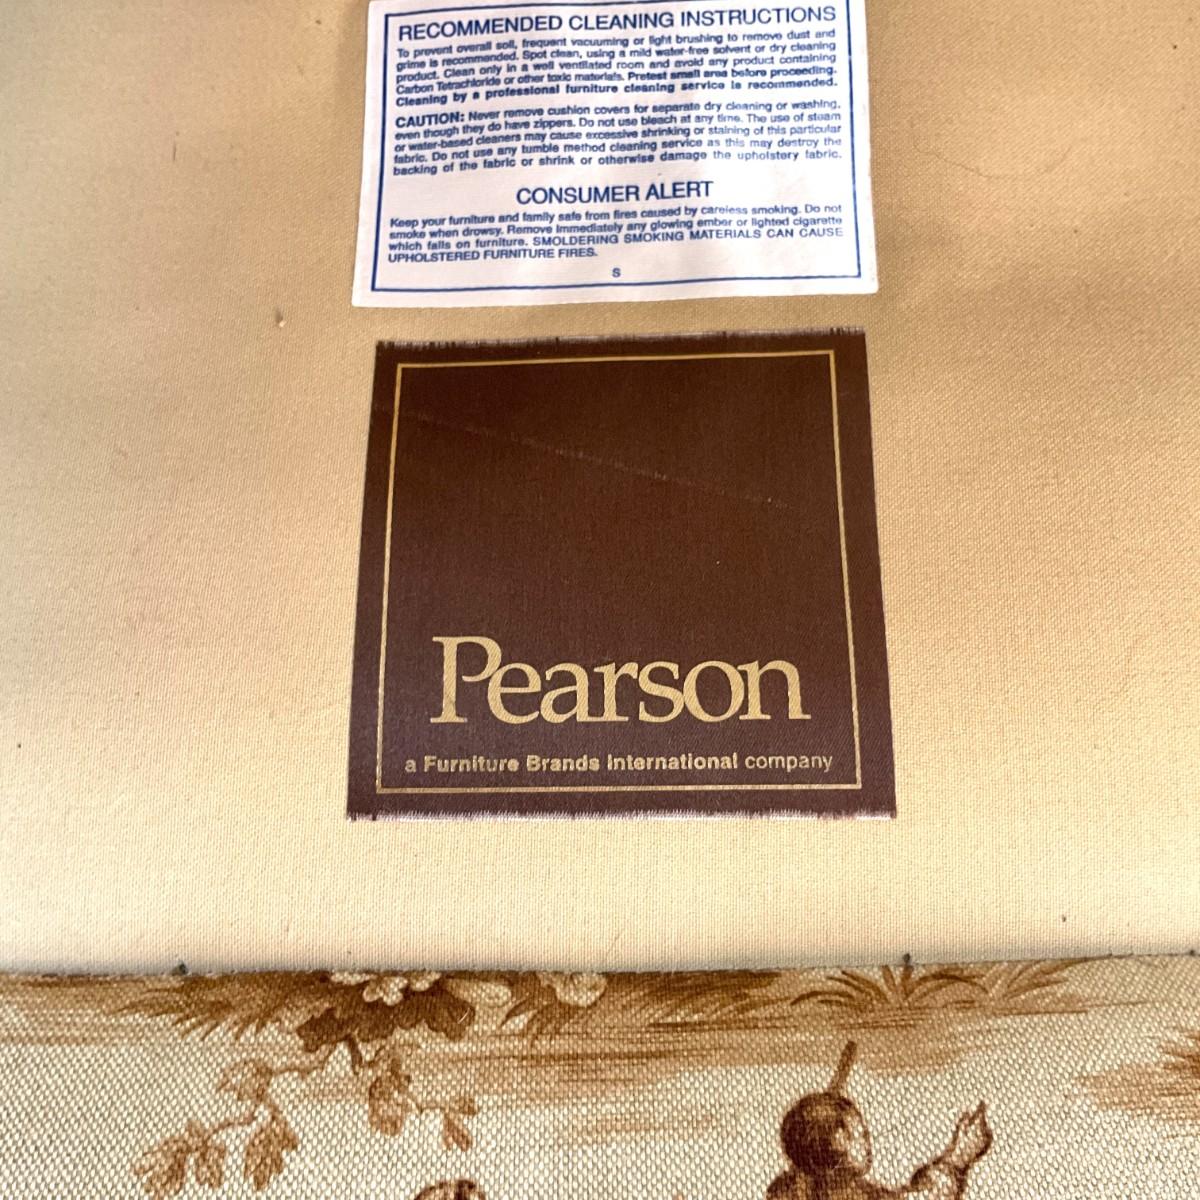 RECOMMENDED CLEANING INSTRUCTIONS
To prevent overall soil, frequent vacuuming or light brushing to remove dust and
grime is recommended. Spot clean, using a mild water-free solvent or dry cleaning
product. Clean only in a well ventilated room and avoid any product containing
Carbon Tetrachloride or other toxic materials. Pretest small area before proceeding.
Cleaning by a professional furniture cleaning service is recommended.
CAUTION: Never remove cushion covers for separate dry cleaning or washing,
even though they do have zippers. Do not use bleach at any time. The use of steam
or water-based cleaners may cause excessive shrinking or staining of this particular
fabric. Do not use any tumble method cleaning service as this may destroy the
backing of the fabric or shrink or otherwise damage the upholstery fabric.
CONSUMER ALERT
Keep your furniture and family safe from fires caused by careless smoking. Do not
smoke when drowsy. Remove immediately any glowing ember or lighted cigarette
which falls on furniture. SMOLDERING SMOKING MATERIALS CAN CAUSE
UPHOLSTERED FURNITURE FIRES.
S
Pearson
a Furniture Brands International company